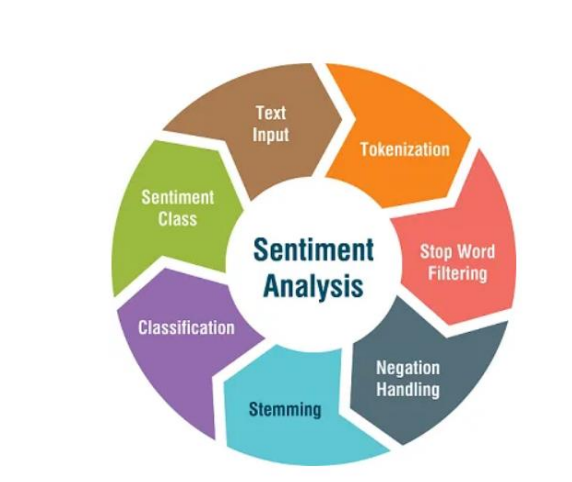 Text
Input
Tokenization
Stop Word
Filtering
Negation
Handling
Stemming
Classification
Sentiment
Class
Sentiment
Analysis